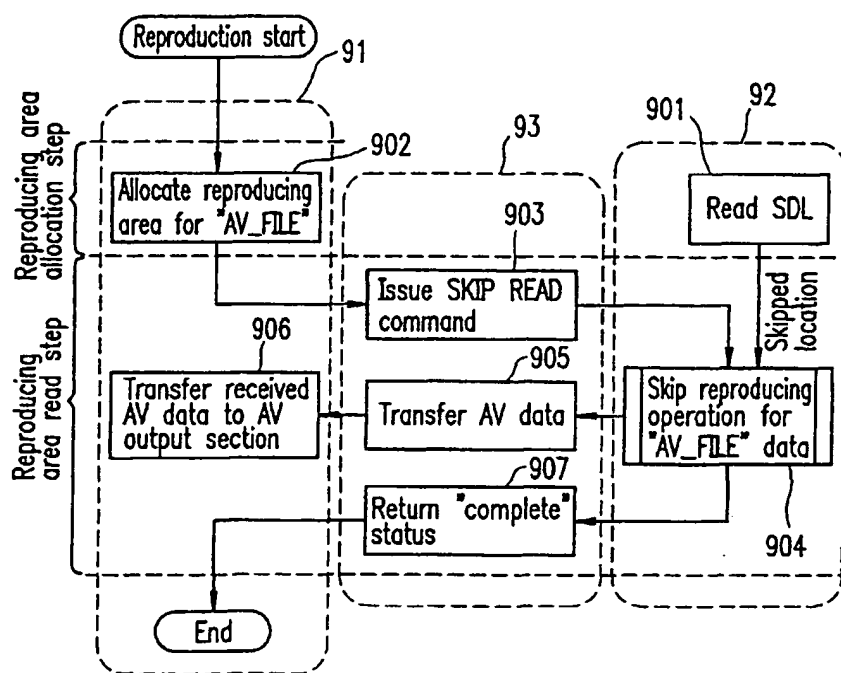 Reproduction start
91
Reproducing area
allocation step
902
Allocate reproducing
area for "AV_FILE"
93
901
92
Read SDL
Reproducing
area read step
903
Issue SKIP READ
command
Skipped
location
906
Transfer received
AV data to AV
output section
905
Transfer AV data
Skip reproducing
operation for
"AV_FILE" data
904
907
Return "complete"
status
End